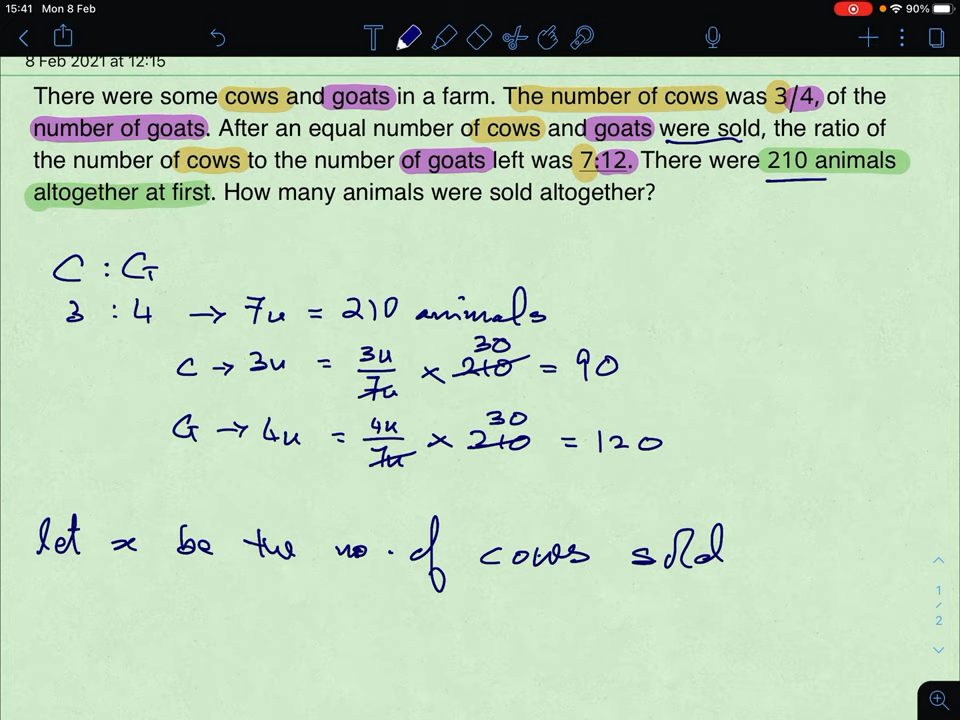 15:41 Mon 8 Feb 90%
T
8 Feb 2021 at 12:15
There were some cows and goats in a farm. The number of cows was 3/4, of the
number of goats. After an equal number of cows and goats were sold, the ratio of
the number of cows to the number of goats left was 7:12. There were 210 animals
altogether at first. How many animals were sold altogether?
C : G
3 : 4 → 7u = 210 animals
30
C → 3u = 3u/7u × 210 = 90
30
G → 4u = 4u/7u × 210 = 120
let x be the no. of cows sold
1
/
2